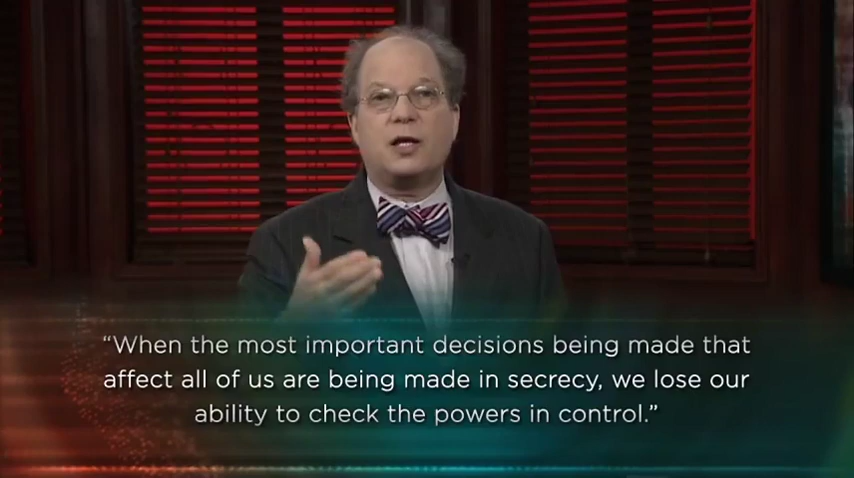 “When the most important decisions being made that
affect all of us are being made in secrecy, we lose our
ability to check the powers in control.”